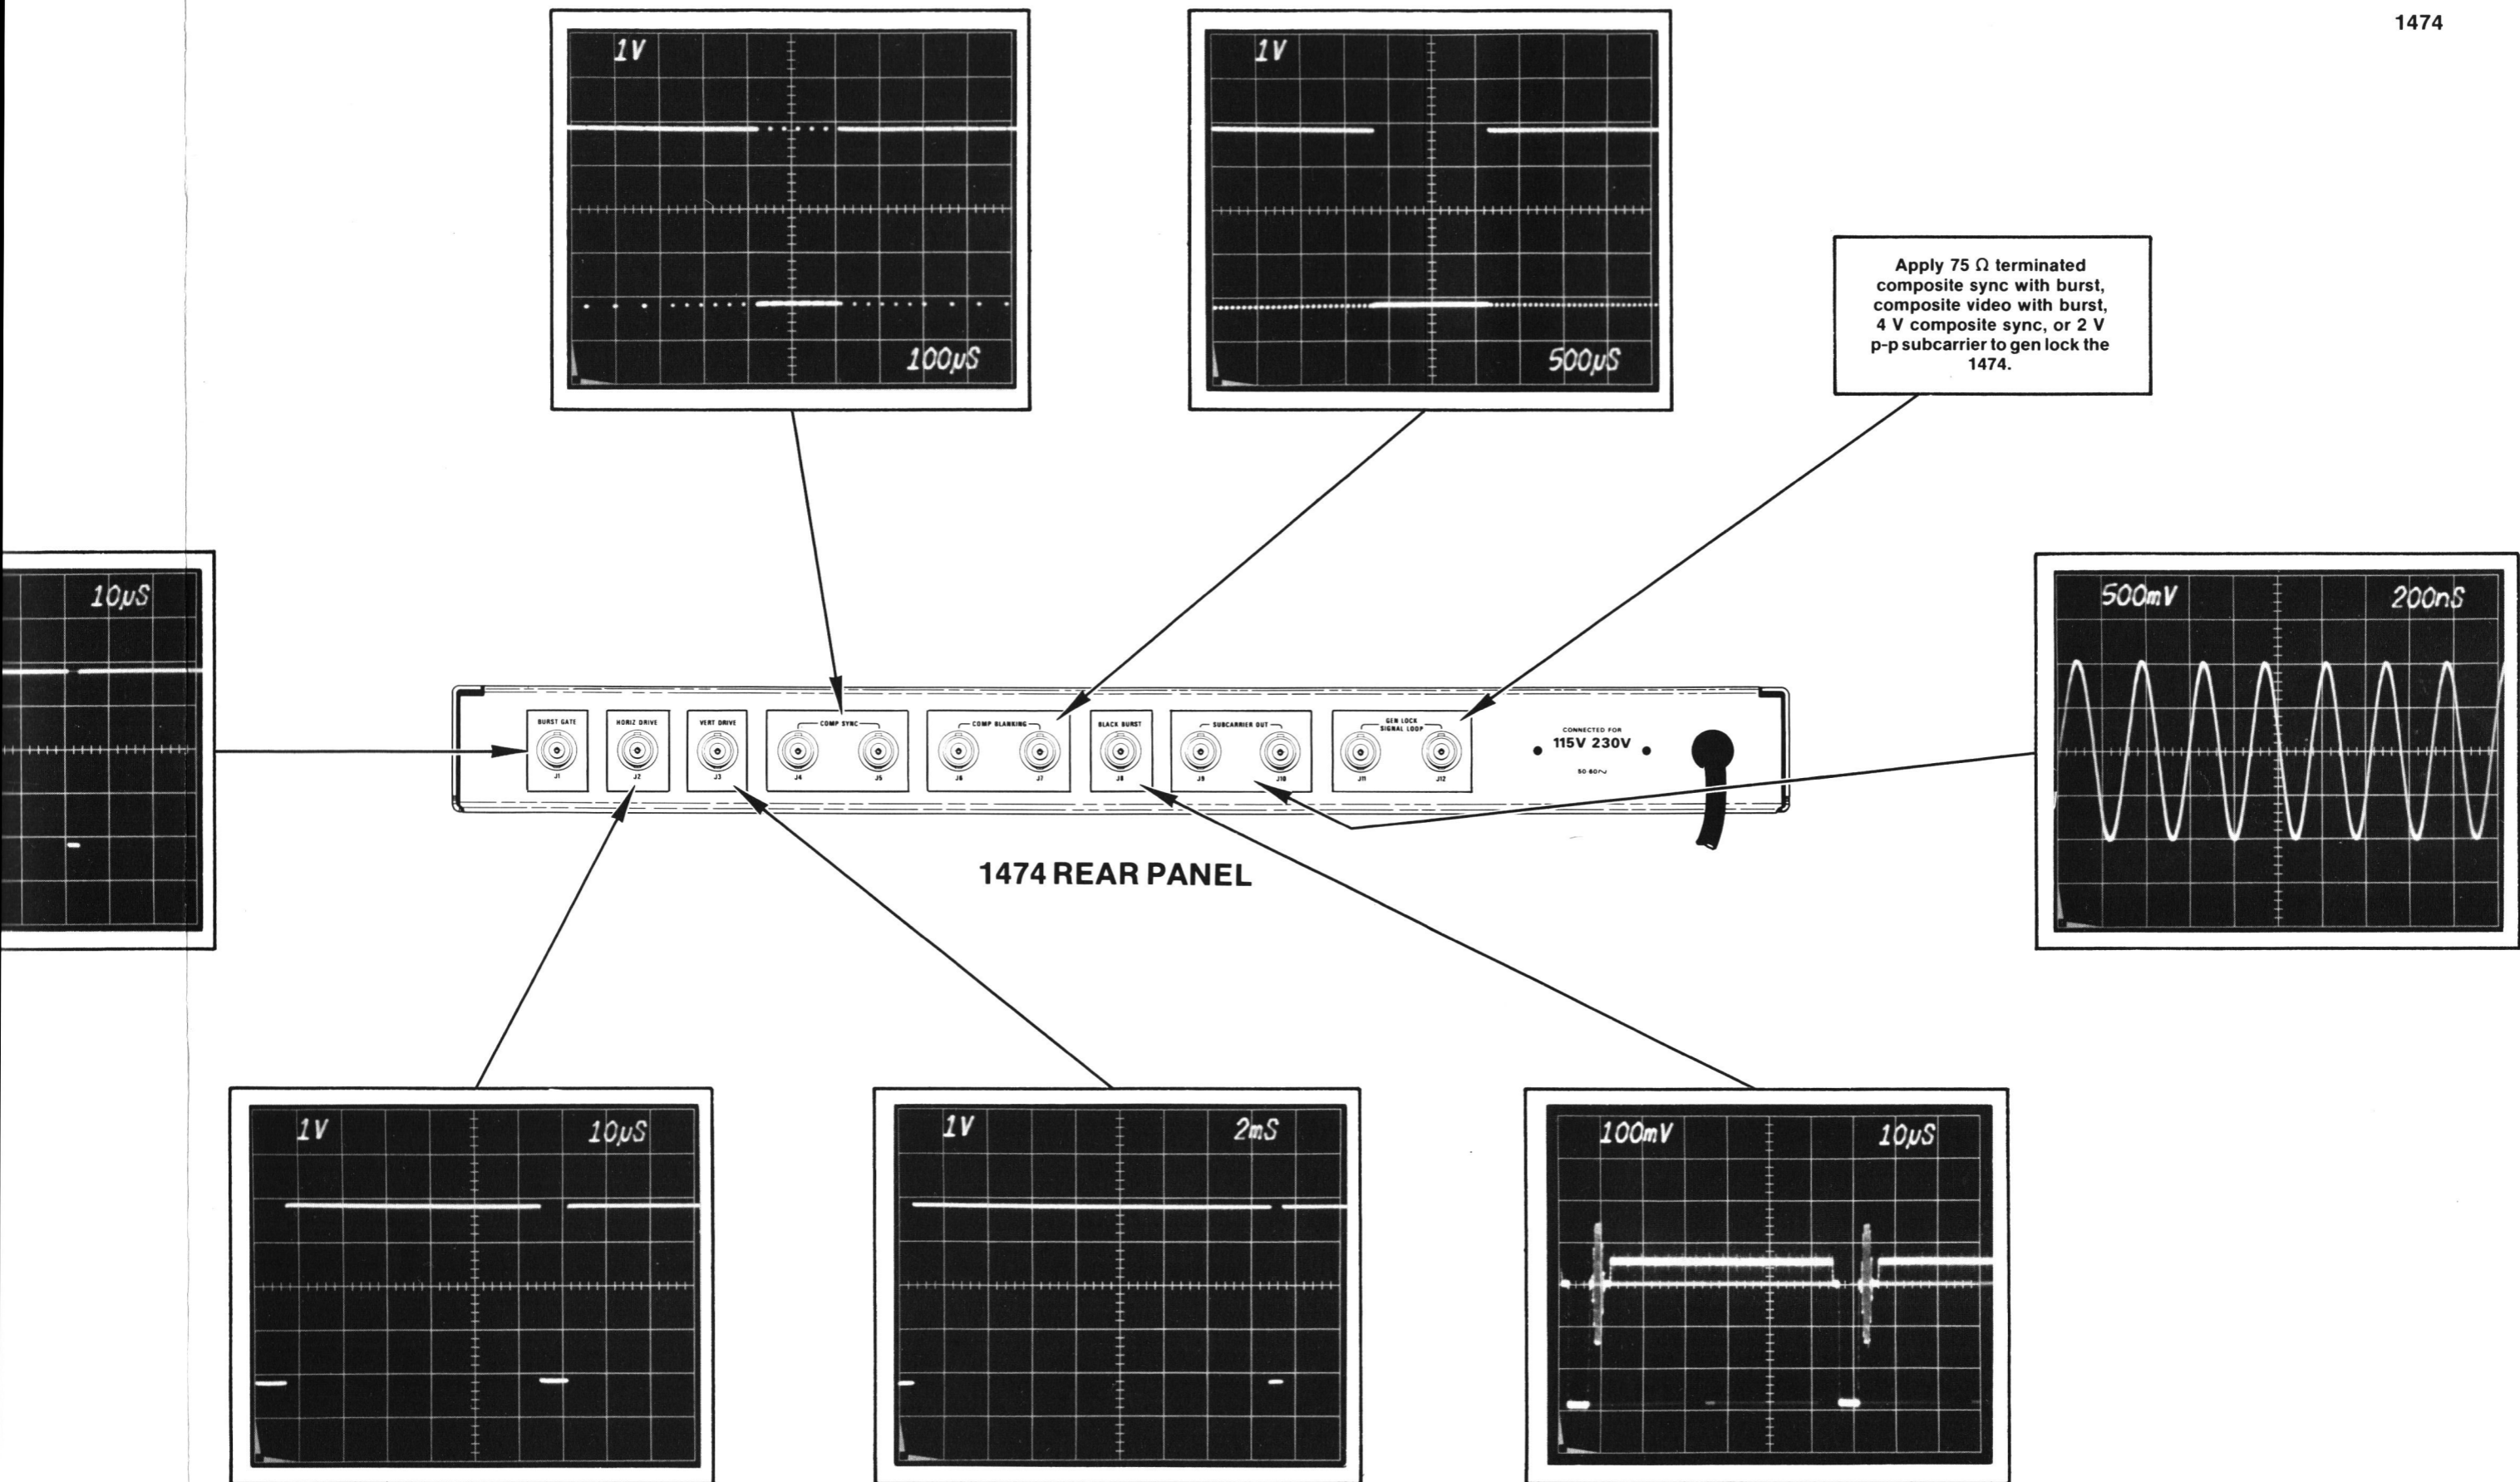 1474
1V
100µS
1V
500µS
Apply 75 Ω terminated
composite sync with burst,
composite video with burst,
4 V composite sync, or 2 V
p-p subcarrier to gen lock the
1474.
10µS
500mV
200nS
BURST GATE
J1
HORIZ DRIVE
J2
VERT DRIVE
J3
COMP SYNC
J4
J5
COMP BLANKING
J6
J7
BLACK BURST
J8
SUBCARRIER OUT
J9
J10
GEN LOCK
SIGNAL LOOP
J11
J12
CONNECTED FOR
115V 230V
50 60~
1474 REAR PANEL
1V
10µS
1V
2mS
100mV
10µS